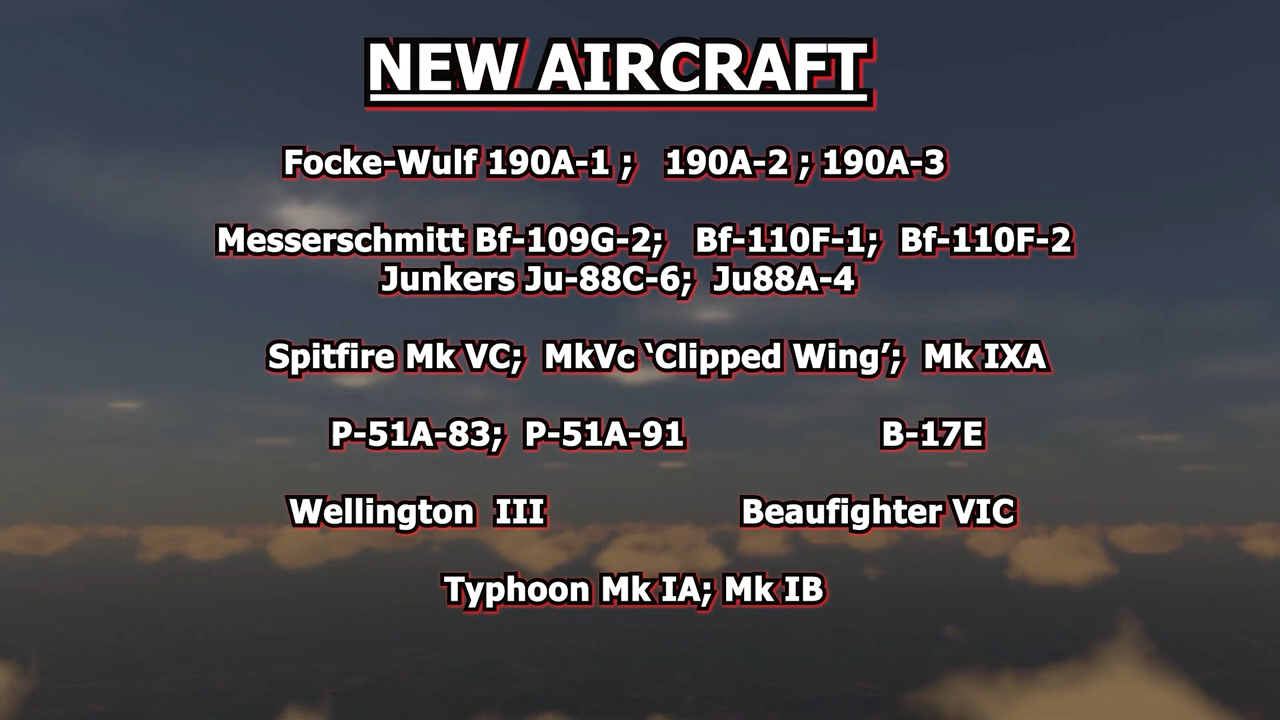 NEW AIRCRAFT
Focke-Wulf 190A-1 ; 190A-2 ; 190A-3
Messerschmitt Bf-109G-2; Bf-110F-1; Bf-110F-2
Junkers Ju-88C-6; Ju88A-4
Spitfire Mk VC; MkVc ‘Clipped Wing’; Mk IXA
P-51A-83; P-51A-91 B-17E
Wellington III Beaufighter VIC
Typhoon Mk IA; Mk IB